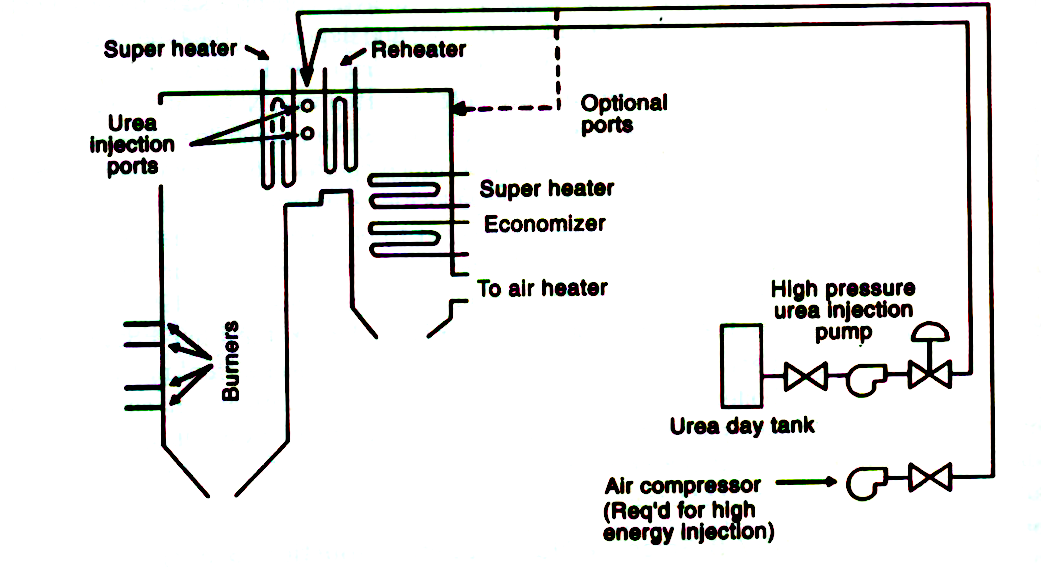 Super heater
Reheater
Urea
injection
ports
Optional
ports
Super heater
Economizer
To air heater
Burners
High pressure
urea injection
pump
Urea day tank
Air compressor
(Req'd for high
energy injection)